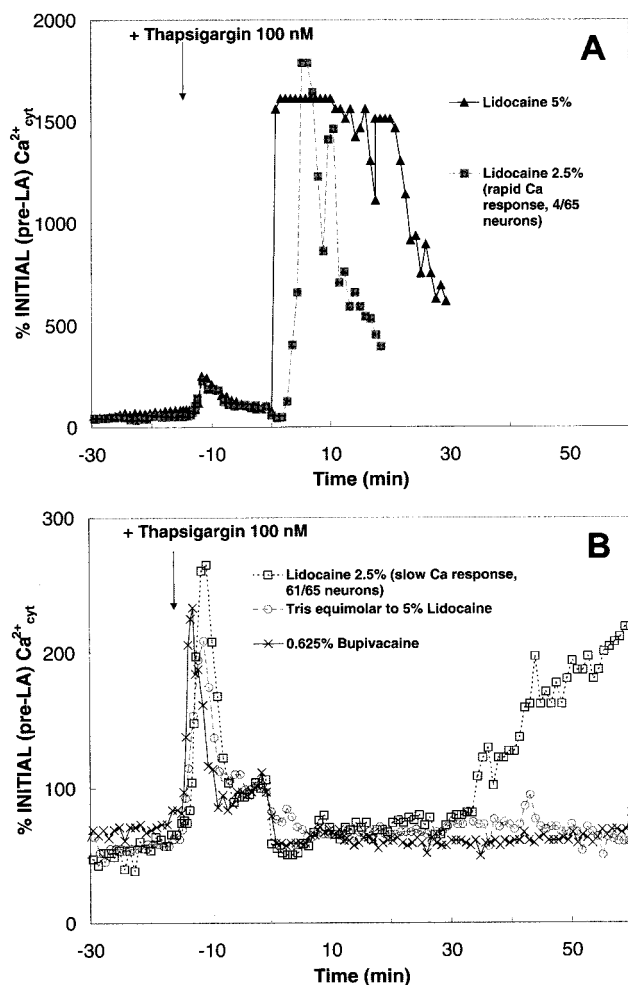 2000
+ Thapsigargin 100 nM
A
1500
1000
500
0
% INITIAL (pre-LA) Ca2+cyt
Lidocaine 5%
Lidocaine 2.5%
(rapid Ca
response, 4/65
neurons)
-30
-10
10
30
50
Time (min)
300
+ Thapsigargin 100 nM
B
200
100
0
% INITIAL (pre-LA) Ca2+cyt
Lidocaine 2.5% (slow Ca response,
61/65 neurons)
Tris equimolar to 5% Lidocaine
0.625% Bupivacaine
-30
-10
10
30
50
Time (min)